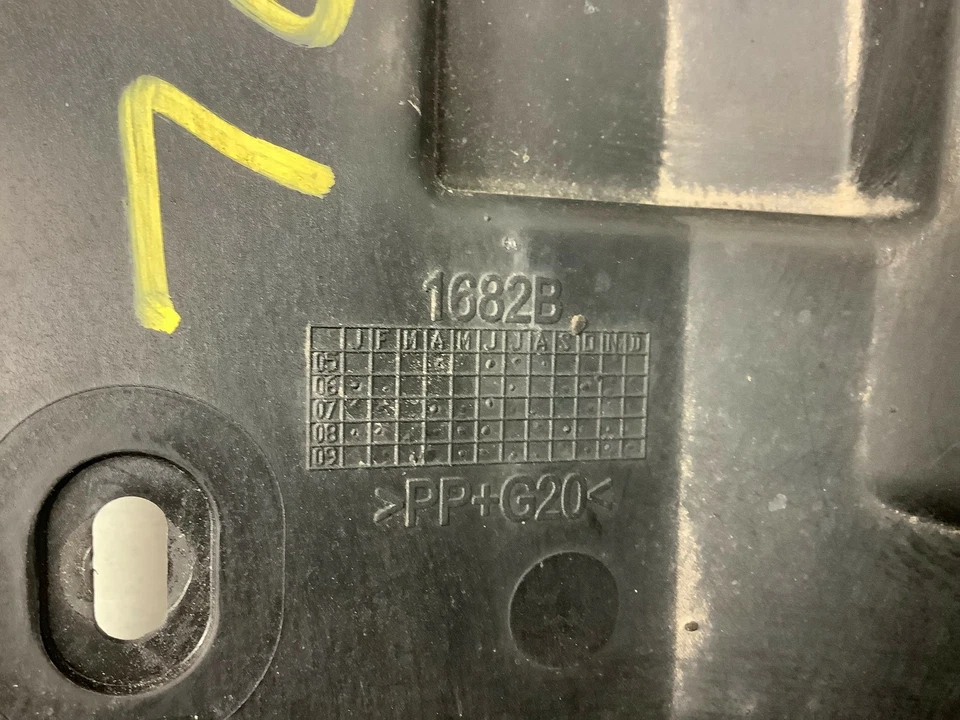 1682B
J F M A M J J A S O N D
05
06
07
08
09
>PP+G20<